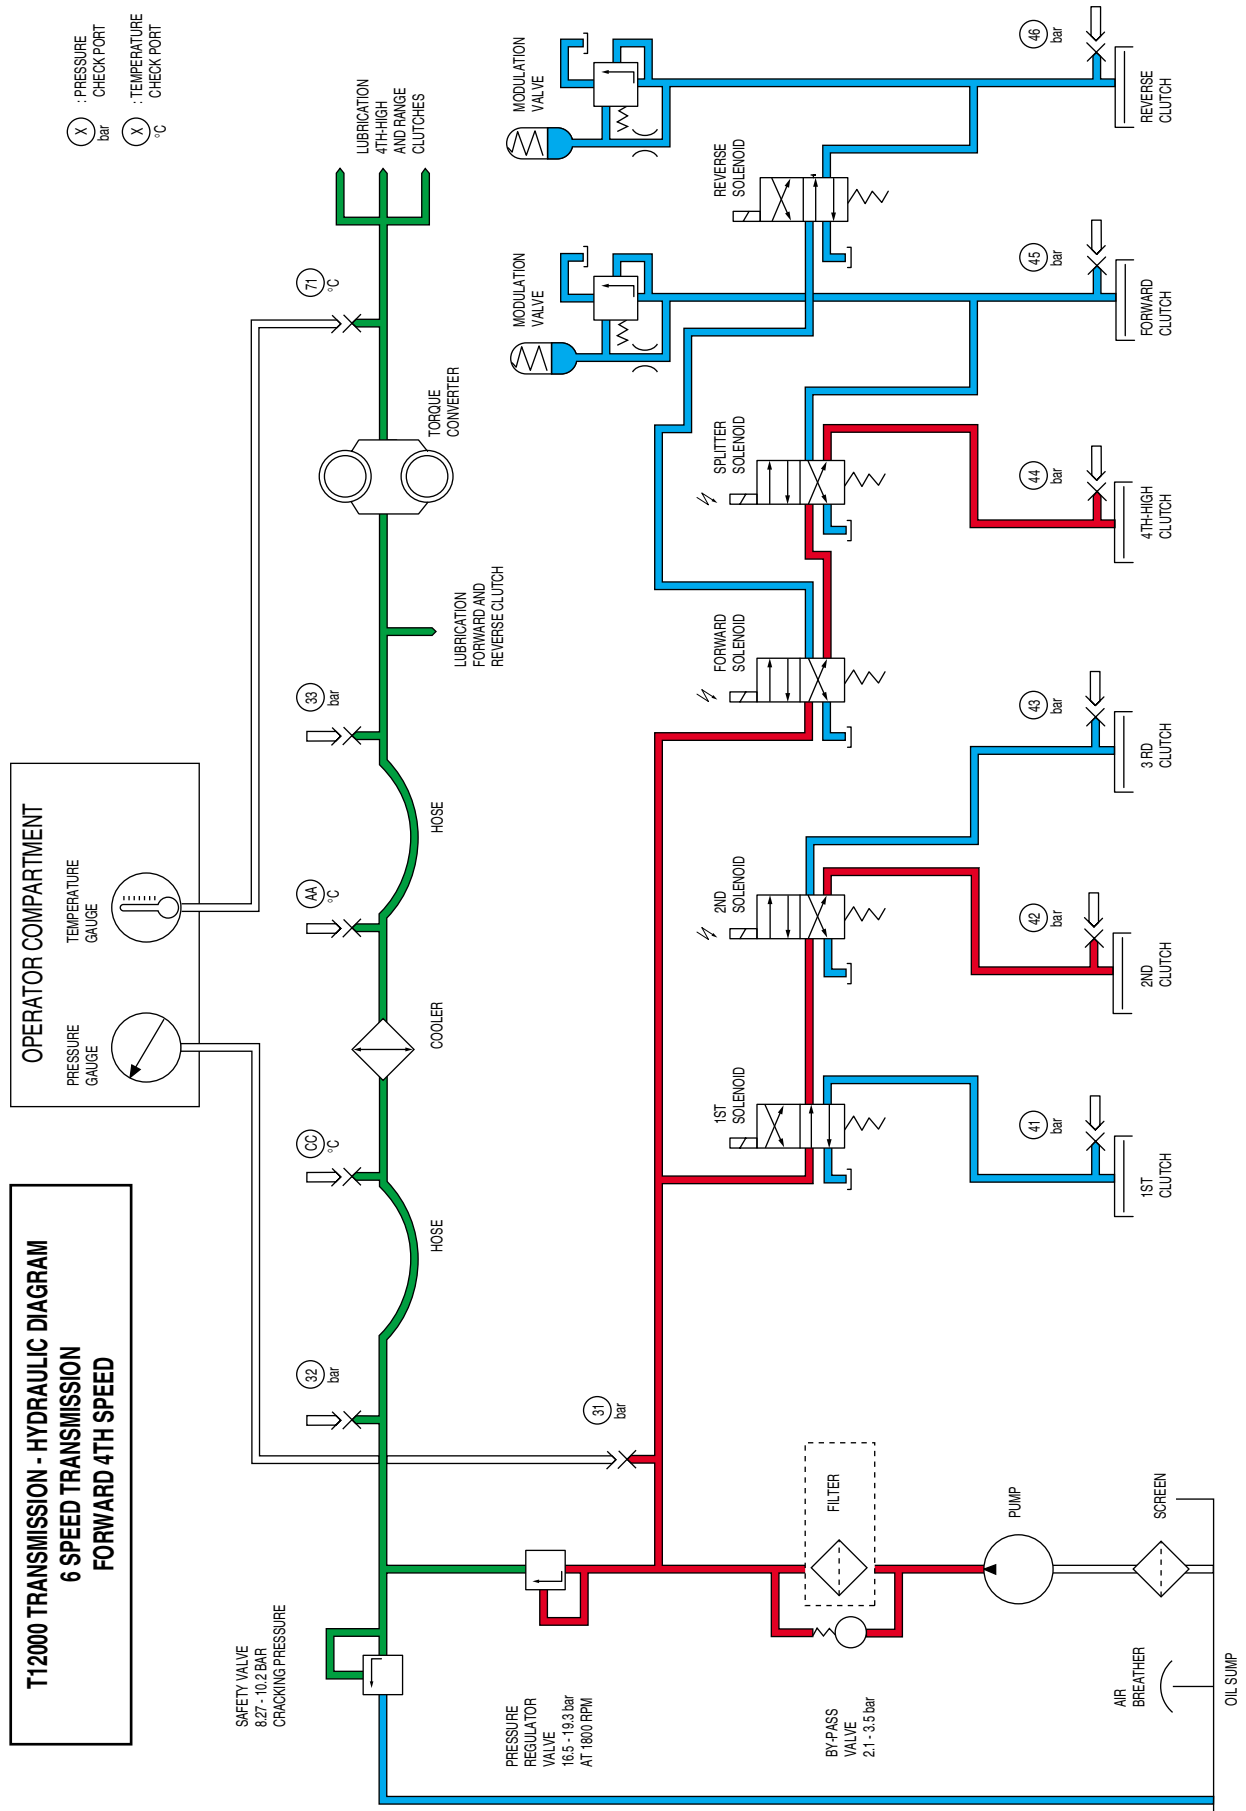 T12000 TRANSMISSION - HYDRAULIC DIAGRAM
6 SPEED TRANSMISSION
FORWARD 4TH SPEED
OPERATOR COMPARTMENT
PRESSURE
GAUGE
TEMPERATURE
GAUGE
X
bar
: PRESSURE
CHECK PORT
X
°C
: TEMPERATURE
CHECK PORT
SAFETY VALVE
8.27 - 10.2 BAR
CRACKING PRESSURE
32
bar
HOSE
CC
°C
COOLER
AA
°C
HOSE
33
bar
LUBRICATION
FORWARD AND
REVERSE CLUTCH
TORQUE
CONVERTER
71
°C
LUBRICATION
4TH-HIGH
AND RANGE
CLUTCHES
PRESSURE
REGULATOR
VALVE
16.5 - 19.3 bar
AT 1800 RPM
31
bar
MODULATION
VALVE
MODULATION
VALVE
1ST
SOLENOID
2ND
SOLENOID
FORWARD
SOLENOID
SPLITTER
SOLENOID
REVERSE
SOLENOID
BY-PASS
VALVE
2.1 - 3.5 bar
FILTER
PUMP
SCREEN
AIR
BREATHER
OIL SUMP
41
bar
42
bar
43
bar
44
bar
45
bar
46
bar
1ST
CLUTCH
2ND
CLUTCH
3 RD
CLUTCH
4TH-HIGH
CLUTCH
FORWARD
CLUTCH
REVERSE
CLUTCH